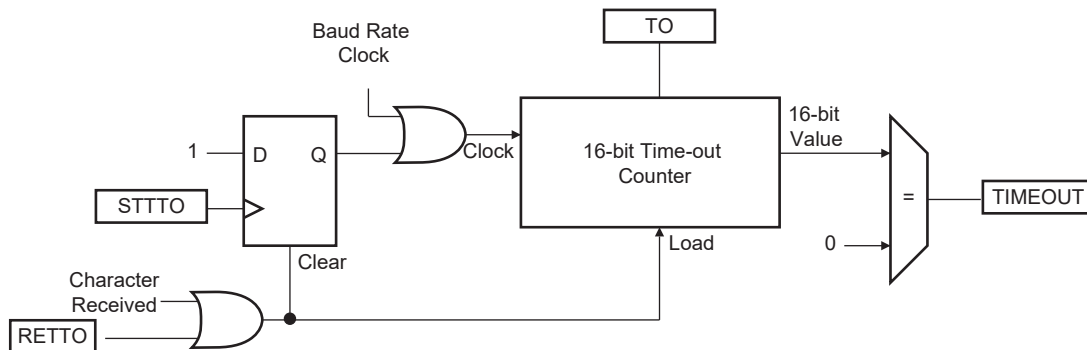 TO
Baud Rate
Clock
16-bit
Value
1
D
Q
Clock
16-bit Time-out
Counter
STTTO
=
TIMEOUT
Clear
Load
0
Character
Received
RETTO